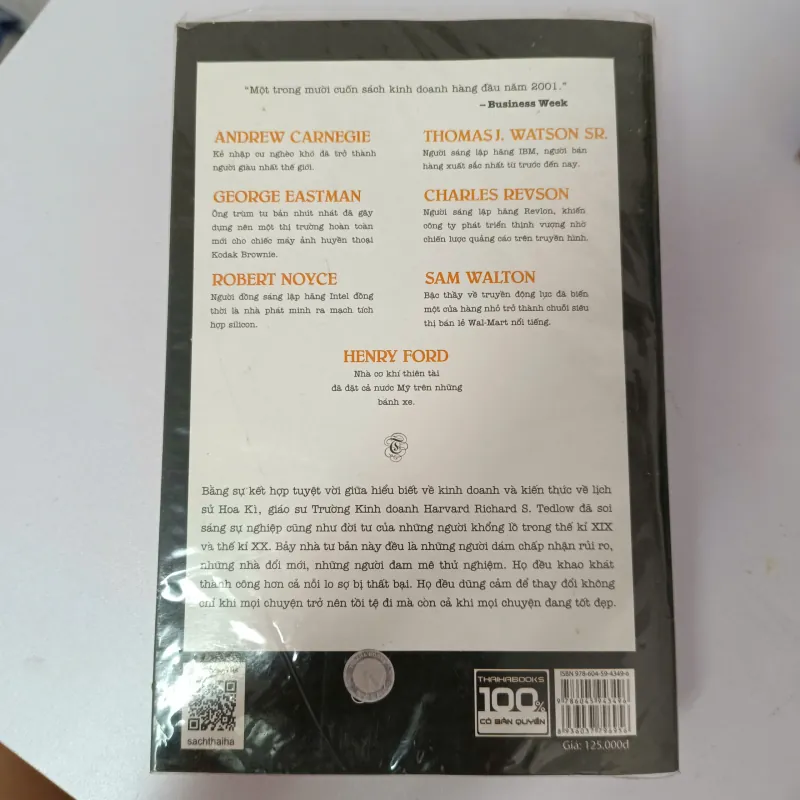 “Một trong mười cuốn sách kinh doanh hàng đầu năm 2001.”
– Business Week
ANDREW CARNEGIE
Kẻ nhập cư nghèo khó đã trở thành
người giàu nhất thế giới.
THOMAS J. WATSON SR.
Người sáng lập hãng IBM, người bán
hàng xuất sắc nhất từ trước đến nay.
GEORGE EASTMAN
Ông trùm tư bản nhút nhát đã gây
dựng nên một thị trường hoàn toàn
mới cho chiếc máy ảnh huyền thoại
Kodak Brownie.
CHARLES REVSON
Người sáng lập hãng Revlon, khiến
công ty phát triển thịnh vượng nhờ
chiến lược quảng cáo trên truyền hình.
ROBERT NOYCE
Người đồng sáng lập hãng Intel đồng
thời là nhà phát minh ra mạch tích
hợp silicon.
SAM WALTON
Bậc thầy về truyền động lực đã biến
một cửa hàng nhỏ trở thành chuỗi siêu
thị bán lẻ Wal-Mart nổi tiếng.
HENRY FORD
Nhà cơ khí thiên tài
đã đặt cả nước Mỹ trên những
bánh xe.
Bằng sự kết hợp tuyệt vời giữa hiểu biết về kinh doanh và kiến thức về lịch
sử Hoa Kì, giáo sư Trường Kinh doanh Harvard Richard S. Tedlow đã soi
sáng sự nghiệp cũng như đời tư của những người khổng lồ trong thế kỉ XIX
và thế kỉ XX. Bảy nhà tư bản này đều là những người dám chấp nhận rủi ro,
những nhà đổi mới, những người đam mê thử nghiệm. Họ đều khao khát
thành công hơn cả nỗi lo sợ bị thất bại. Họ đều dũng cảm để thay đổi không
chỉ khi mọi chuyện trở nên tồi tệ đi mà còn cả khi mọi chuyện đang tốt đẹp.
sachthaiha
THAIHABOOKS
100%
CÓ BẢN QUYỀN
ISBN 978-604-59-4349-6
9 786045 943496
8 936037 796956
Giá: 125.000đ